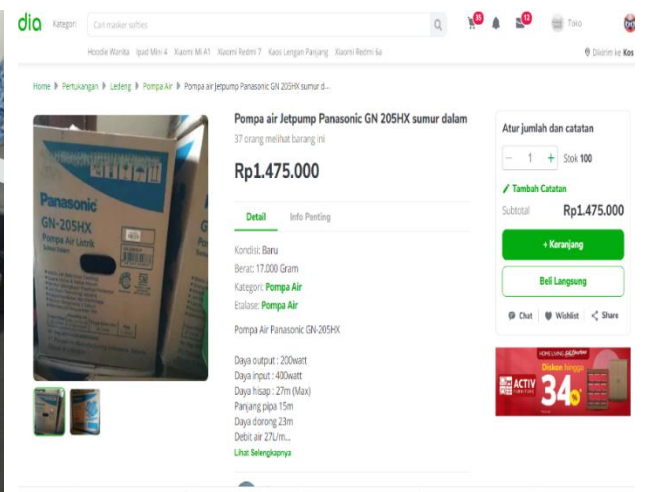 dia
Kategori
35
12
Toko
Hoodie Wanita Ipad Mini 4 Xiaomi Mi A1 Xiaomi Redmi 7 Kaos Lengan Panjang Xiaomi Redmi 6a
Dikirim ke Kos
Home Pertukangan Ledeng Pompa Air Pompa air Jetpump Panasonic GN 205HX sumur d...
Pompa air Jetpump Panasonic GN 205HX sumur dalam
37 orang melihat barang ini
Rp1.475.000
Detail Info Penting
Kondisi: Baru
Berat: 17.000 Gram
Kategori: Pompa Air
Etalase: Pompa Air
Pompa Air Panasonic GN-205HX
Daya output : 200watt
Daya input : 400watt
Daya hisap : 27m (Max)
Panjang pipa 15m
Daya dorong 23m
Debit air 27L/m...
Lihat Selengkapnya
Panasonic
GN-205HX
Pompa Air Listrik
Atur jumlah dan catatan
- 1 + Stok 100
Tambah Catatan
Subtotal Rp1.475.000
+ Keranjang
Beli Langsung
Chat Wishlist Share
Diskon hingga
ACTIV
34